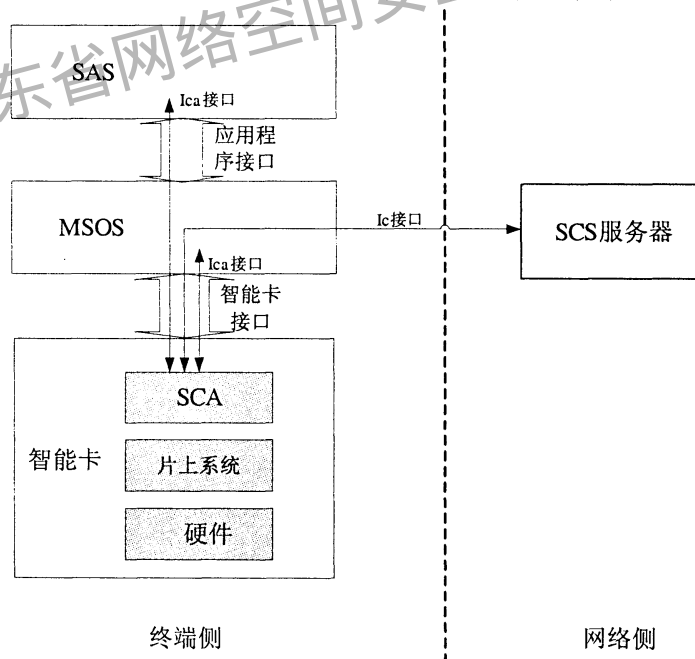 东省网络空间安
SAS
Ica接口
应用程
序接口
MSOS
Ic接口
SCS服务器
Ica接口
智能卡
接口
SCA
智能卡
片上系统
硬件
终端侧
网络侧